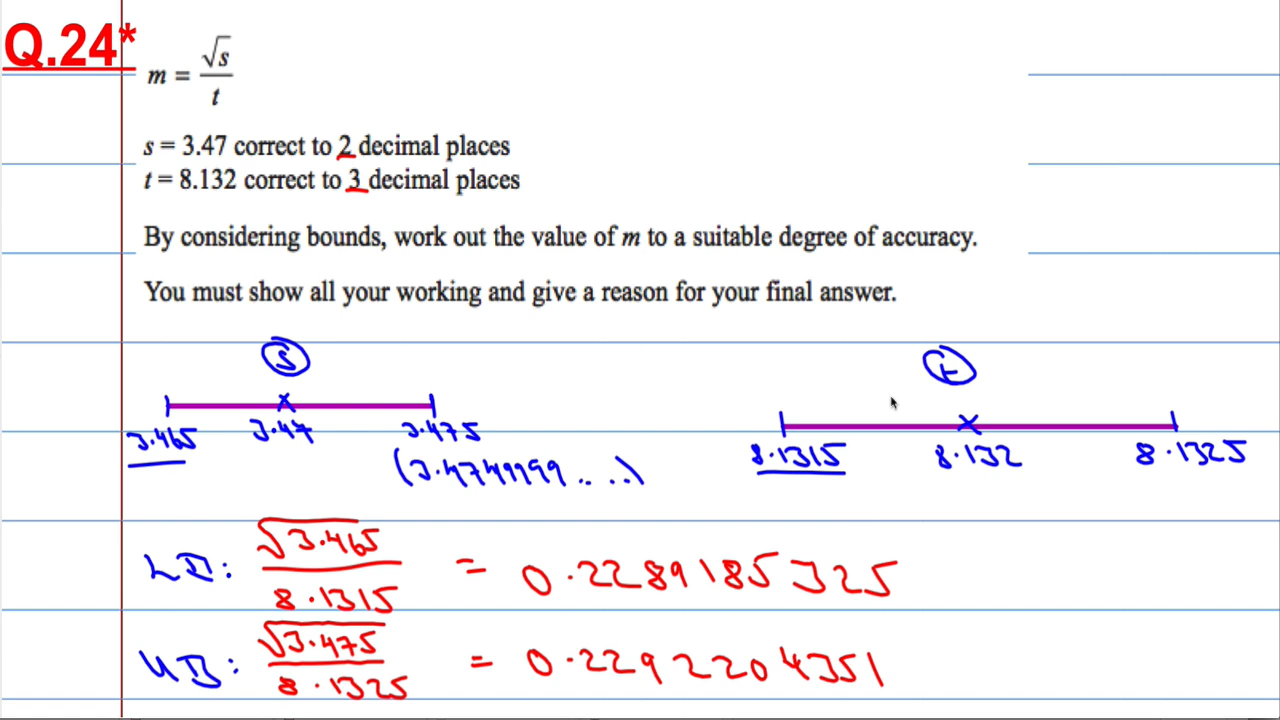 Q.24*
m = √s / t
s = 3.47 correct to 2 decimal places
t = 8.132 correct to 3 decimal places
By considering bounds, work out the value of m to a suitable degree of accuracy.
You must show all your working and give a reason for your final answer.
S t
3.465 3.47 3.475 8.1315 8.132 8.1325
(3.4749999...)
LB: √3.465 / 8.1315 = 0.2289185325
UB: √3.475 / 8.1325 = 0.2292204351